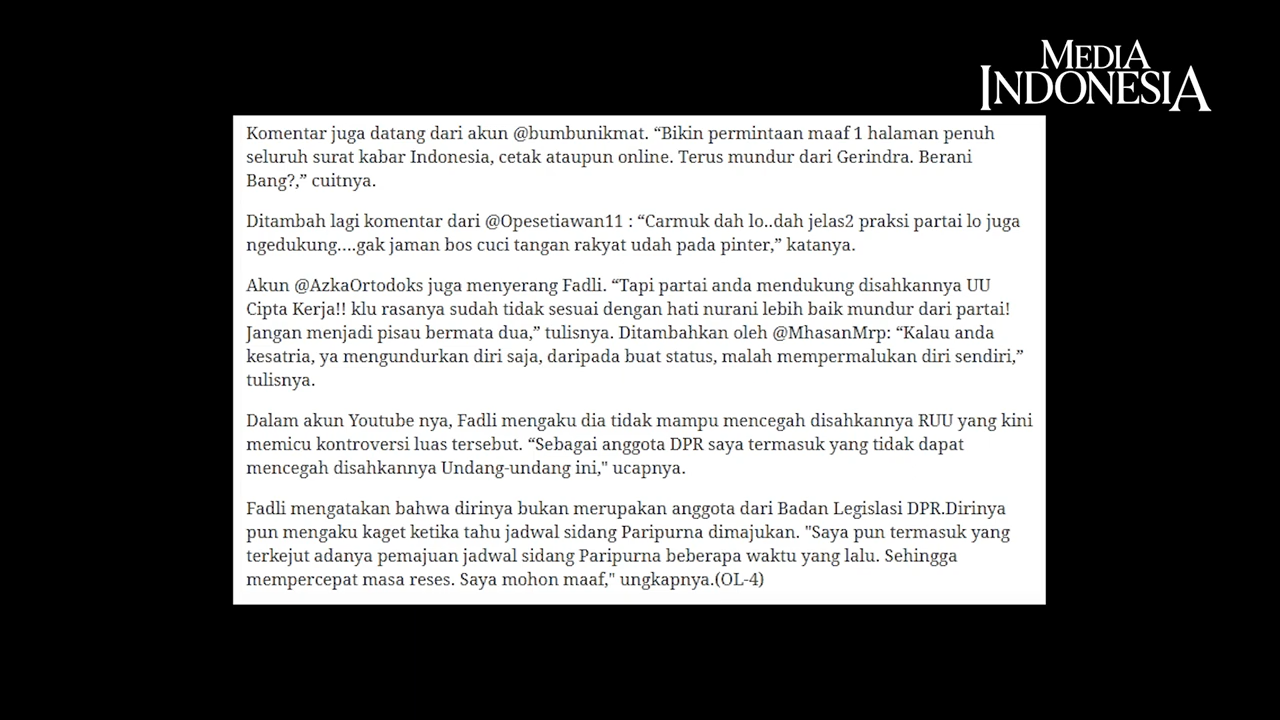 MEDIA
INDONESIA
Komentar juga datang dari akun @bumbunikmat. “Bikin permintaan maaf 1 halaman penuh
seluruh surat kabar Indonesia, cetak ataupun online. Terus mundur dari Gerindra. Berani
Bang?,” cuitnya.
Ditambah lagi komentar dari @Opesetiawan11 : “Carmuk dah lo..dah jelas2 praksi partai lo juga
ngedukung....gak jaman bos cuci tangan rakyat udah pada pinter,” katanya.
Akun @AzkaOrtodoks juga menyerang Fadli. “Tapi partai anda mendukung disahkannya UU
Cipta Kerja!! klu rasanya sudah tidak sesuai dengan hati nurani lebih baik mundur dari partai!
Jangan menjadi pisau bermata dua,” tulisnya. Ditambahkan oleh @MhasanMrp: “Kalau anda
kesatria, ya mengundurkan diri saja, daripada buat status, malah mempermalukan diri sendiri,”
tulisnya.
Dalam akun Youtube nya, Fadli mengaku dia tidak mampu mencegah disahkannya RUU yang kini
memicu kontroversi luas tersebut. “Sebagai anggota DPR saya termasuk yang tidak dapat
mencegah disahkannya Undang-undang ini," ucapnya.
Fadli mengatakan bahwa dirinya bukan merupakan anggota dari Badan Legislasi DPR.Dirinya
pun mengaku kaget ketika tahu jadwal sidang Paripurna dimajukan. "Saya pun termasuk yang
terkejut adanya pemajuan jadwal sidang Paripurna beberapa waktu yang lalu. Sehingga
mempercepat masa reses. Saya mohon maaf," ungkapnya.(OL-4)